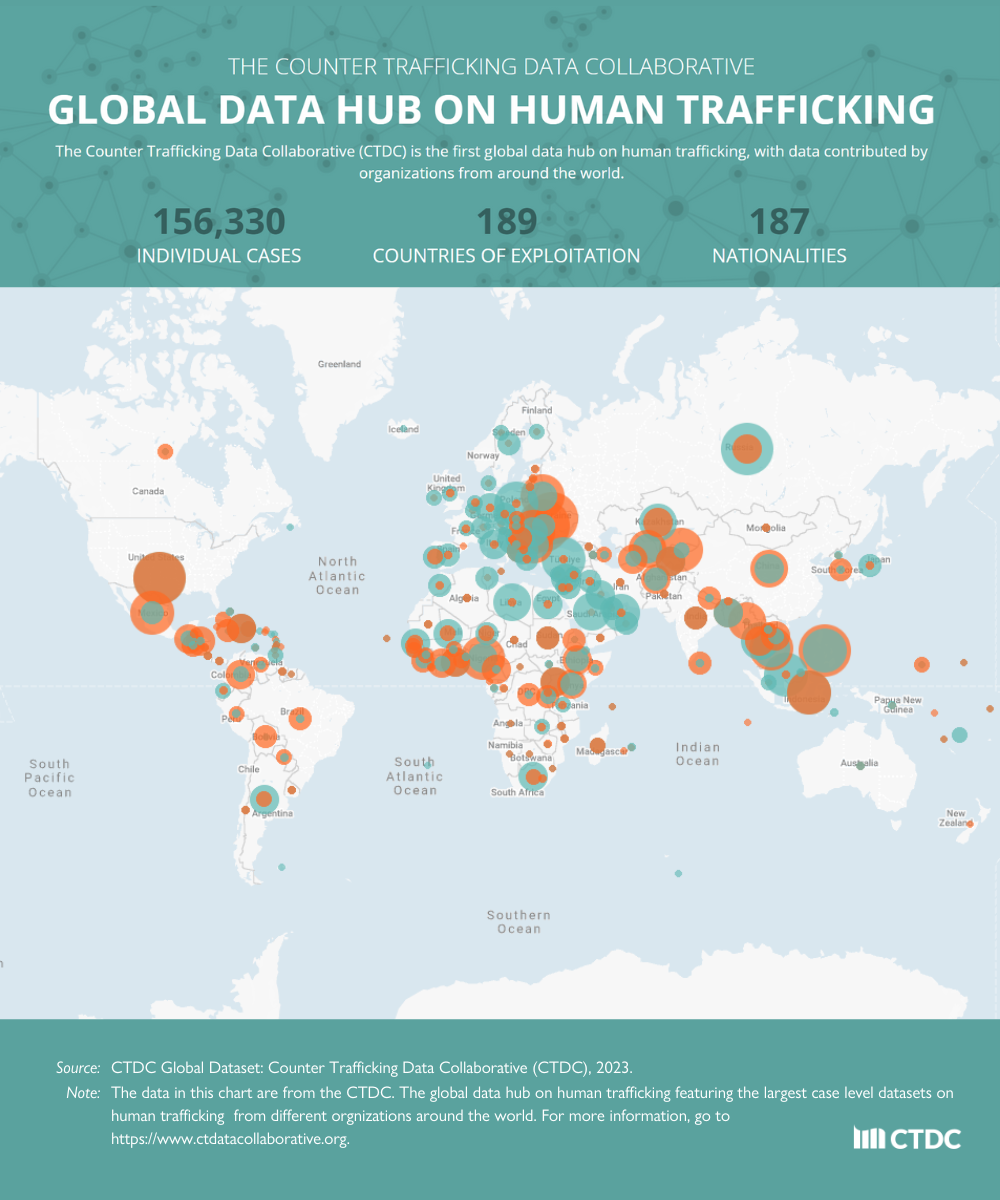 THE COUNTER TRAFFICKING DATA COLLABORATIVE
GLOBAL DATA HUB ON HUMAN TRAFFICKING
The Counter Trafficking Data Collaborative (CTDC) is the first global data hub on human trafficking, with data contributed by
organizations from around the world.
156,330 189 187
INDIVIDUAL CASES COUNTRIES OF EXPLOITATION NATIONALITIES
Greenland
Finland
Iceland
Sweden
Norway
Russia
United
Kingdom
Canada
Poland
Kazakhstan
Mongolia
United States
North
Atlantic
Ocean
Spain
Türkiye
China
South Korea
Japan
Afghanistan
Iran
Pakistan
Algeria
Libya
Egypt
Saudi Arabia
Mexico
Mali
Chad
Venezuela
Colombia
DRC
Tanzania
Papua New
Guinea
Peru
Brazil
Bolivia
Angola
Namibia
Botswana
Madagascar
Indian
Ocean
South
Pacific
Ocean
Chile
South
Atlantic
Ocean
South Africa
Australia
Argentina
New
Zealand
Southern
Ocean
n
Source: CTDC Global Dataset: Counter Trafficking Data Collaborative (CTDC), 2023.
Note: The data in this chart are from the CTDC. The global data hub on human trafficking featuring the largest case level datasets on
human trafficking from different orgnizations around the world. For more information, go to
https://www.ctdatacollaborative.org.
CTDC